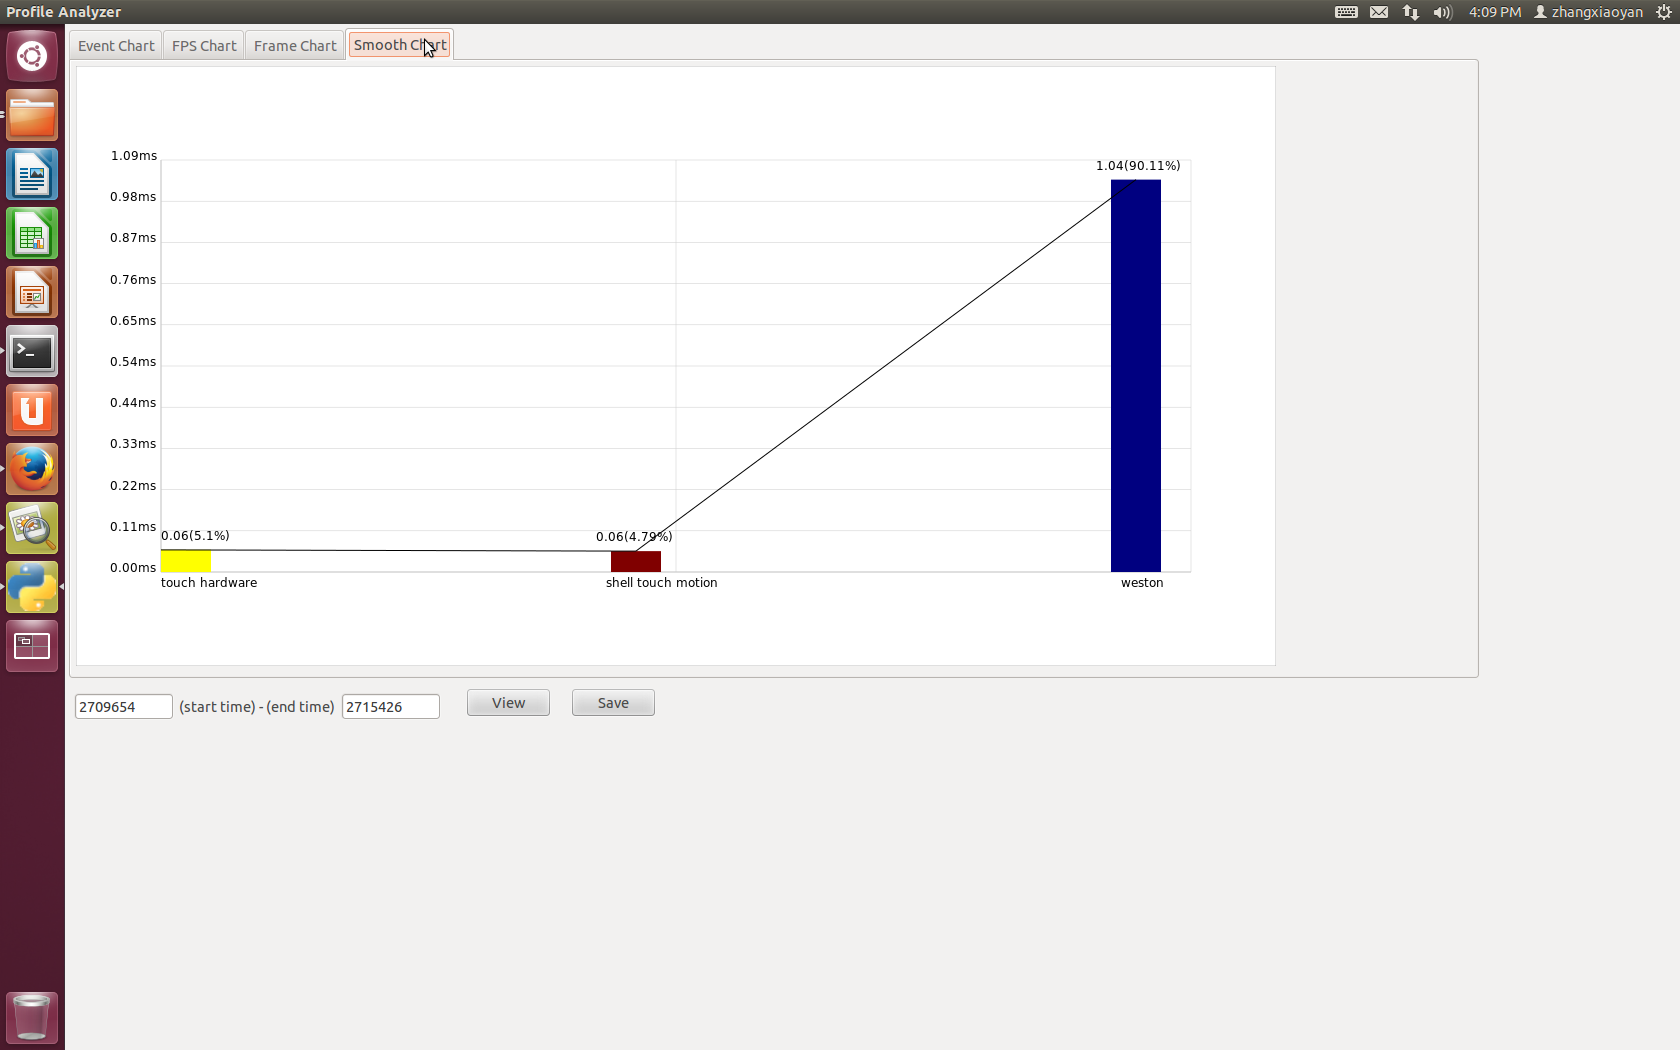 Profile Analyzer
4:09 PM zhangxiaoyan
Event Chart FPS Chart Frame Chart Smooth Chart
1.09ms
0.98ms
0.87ms
0.76ms
0.65ms
0.54ms
0.44ms
0.33ms
0.22ms
0.11ms
0.00ms
1.04(90.11%)
0.06(5.1%) 0.06(4.79%)
touch hardware shell touch motion weston
2709654 (start time) - (end time) 2715426 View Save